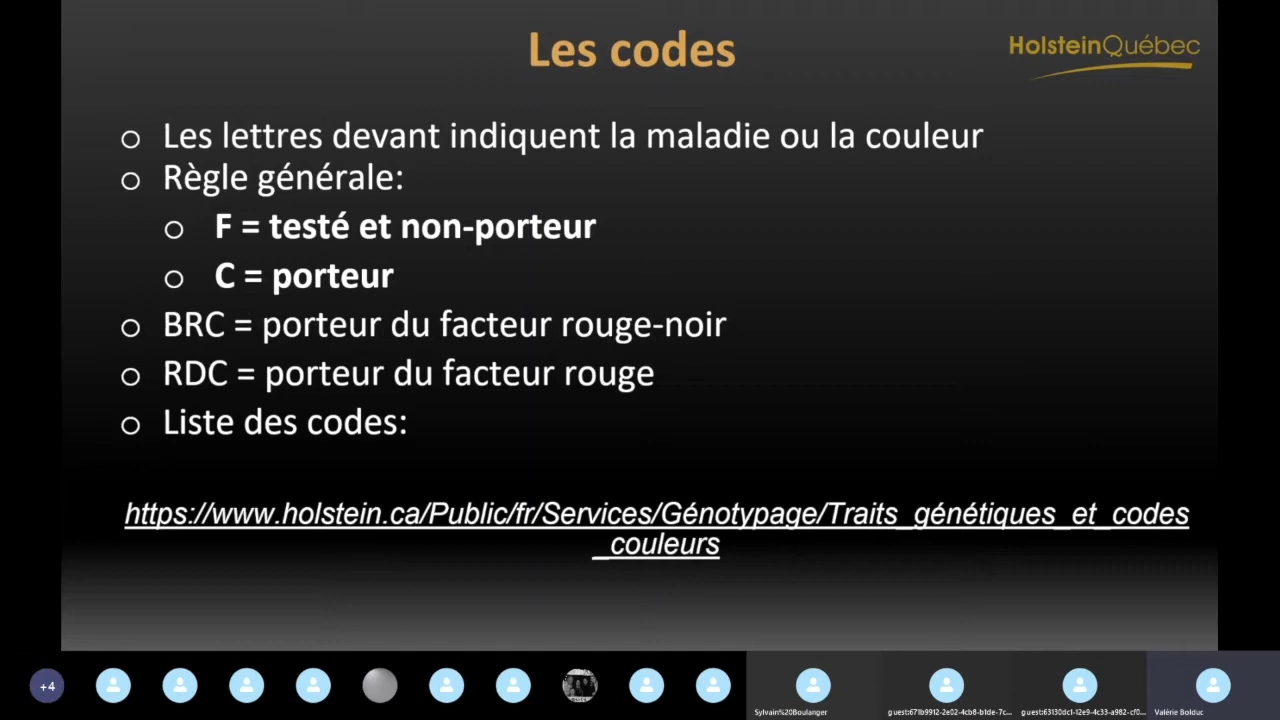 Les codes
HolsteinQuébec
o Les lettres devant indiquent la maladie ou la couleur
o Règle générale:
o F = testé et non-porteur
o C = porteur
o BRC = porteur du facteur rouge-noir
o RDC = porteur du facteur rouge
o Liste des codes:
https://www.holstein.ca/Public/fr/Services/Génotypage/Traits_génétiques_et_codes
_couleurs
+4
Sylvain%20Boulanger
guest:671b9912-2e02-4cb8-b1de-7c...
guest:63130dc1-12e9-4c33-a982-cf0...
Valérie Bolduc